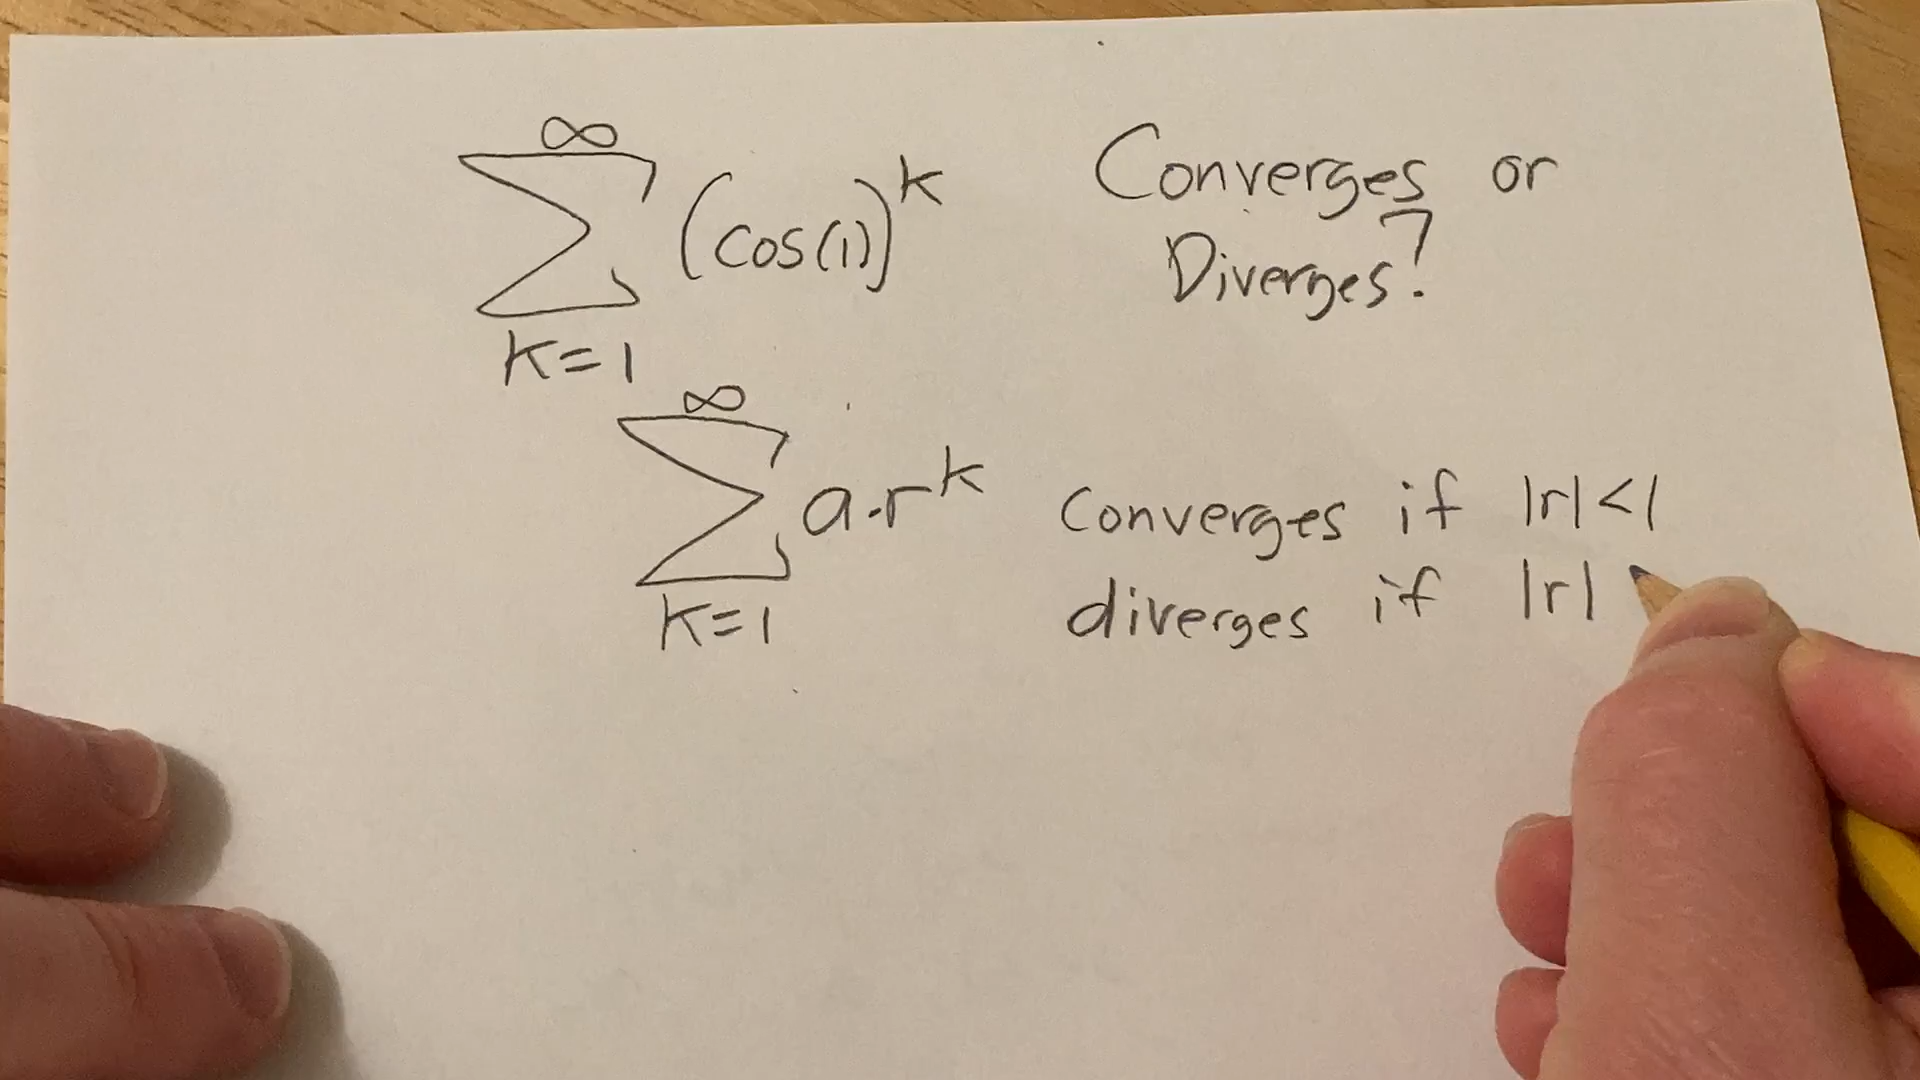 ∞
∑ (cos(1))^k Converges or
Diverges?
k=1
∞
∑ a·r^k converges if |r|<1
k=1 diverges if |r|